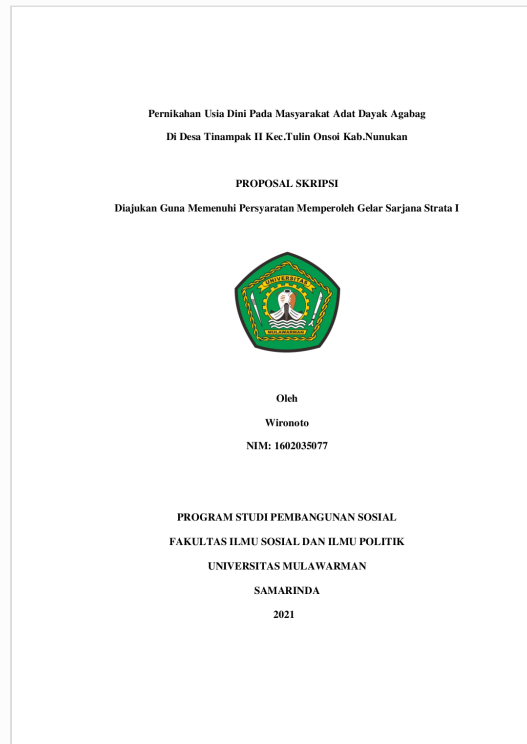 Pernikahan Usia Dini Pada Masyarakat Adat Dayak Agabag
Di Desa Tinampak II Kec.Tulin Onsoi Kab.Nunukan
PROPOSAL SKRIPSI
Diajukan Guna Memenuhi Persyaratan Memperoleh Gelar Sarjana Strata I
UNIVERSITAS
MULAWARMAN
Oleh
Wironoto
NIM: 1602035077
PROGRAM STUDI PEMBANGUNAN SOSIAL
FAKULTAS ILMU SOSIAL DAN ILMU POLITIK
UNIVERSITAS MULAWARMAN
SAMARINDA
2021